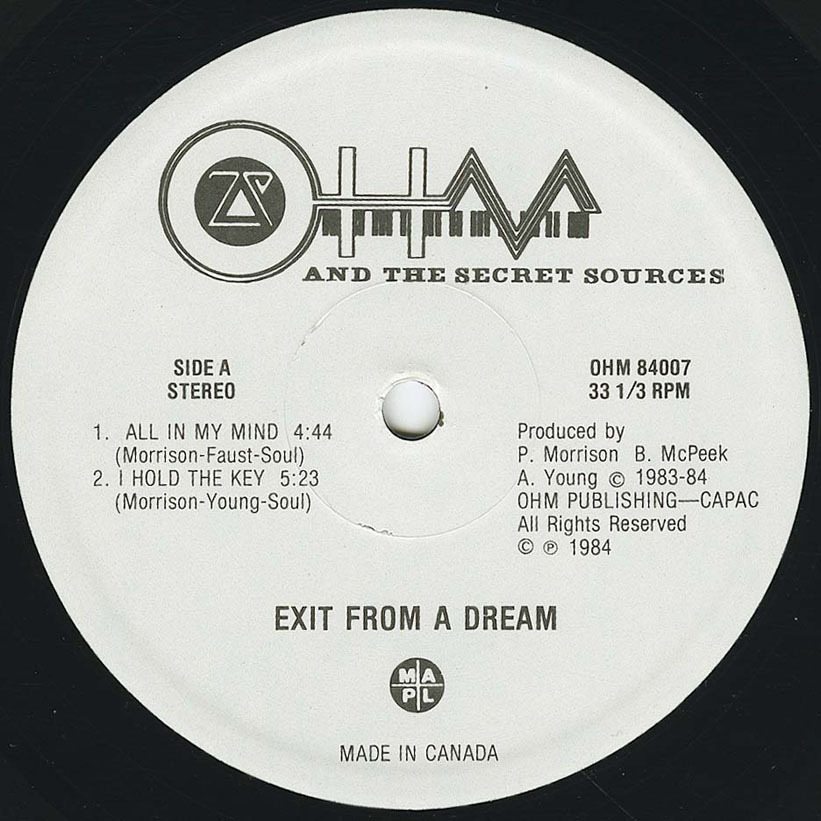 OHM
AND THE SECRET SOURCES
SIDE A
STEREO
1. ALL IN MY MIND 4:44
(Morrison-Faust-Soul)
2. I HOLD THE KEY 5:23
(Morrison-Young-Soul)
OHM 84007
33 1/3 RPM
Produced by
P. Morrison B. McPeek
A. Young © 1983-84
OHM PUBLISHING—CAPAC
All Rights Reserved
© ℗ 1984
EXIT FROM A DREAM
MA
PL
MADE IN CANADA